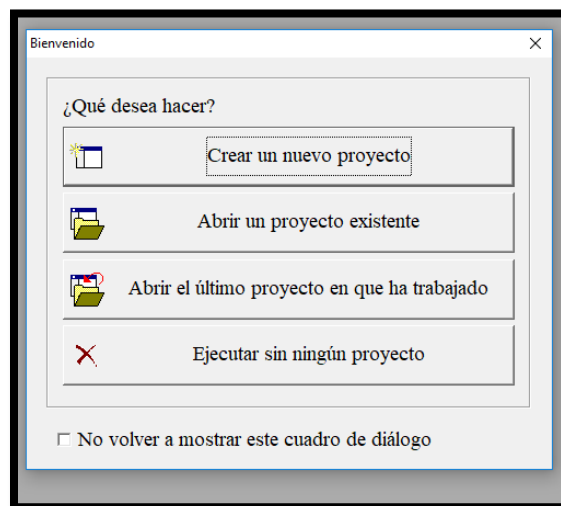 Bienvenido
¿Qué desea hacer?
Crear un nuevo proyecto
Abrir un proyecto existente
Abrir el último proyecto en que ha trabajado
Ejecutar sin ningún proyecto
No volver a mostrar este cuadro de diálogo